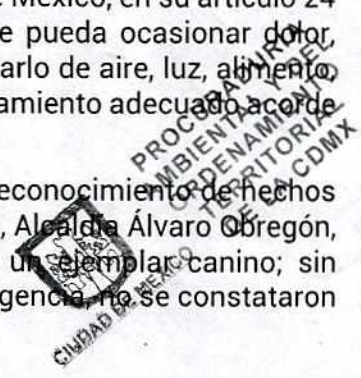 e México, en su artículo 24
e pueda ocasionar dolor,
arlo de aire, luz, alimento,
amiento adecuado acorde
econocimiento de hechos
, Alcaldía Álvaro Obregón,
un ejemplar canino; sin
gencia, no se constataron
PROCURADURÍA
AMBIENTAL Y DEL
ORDENAMIENTO
TERRITORIAL
DE LA CDMX
CIUDAD DE MÉXICO